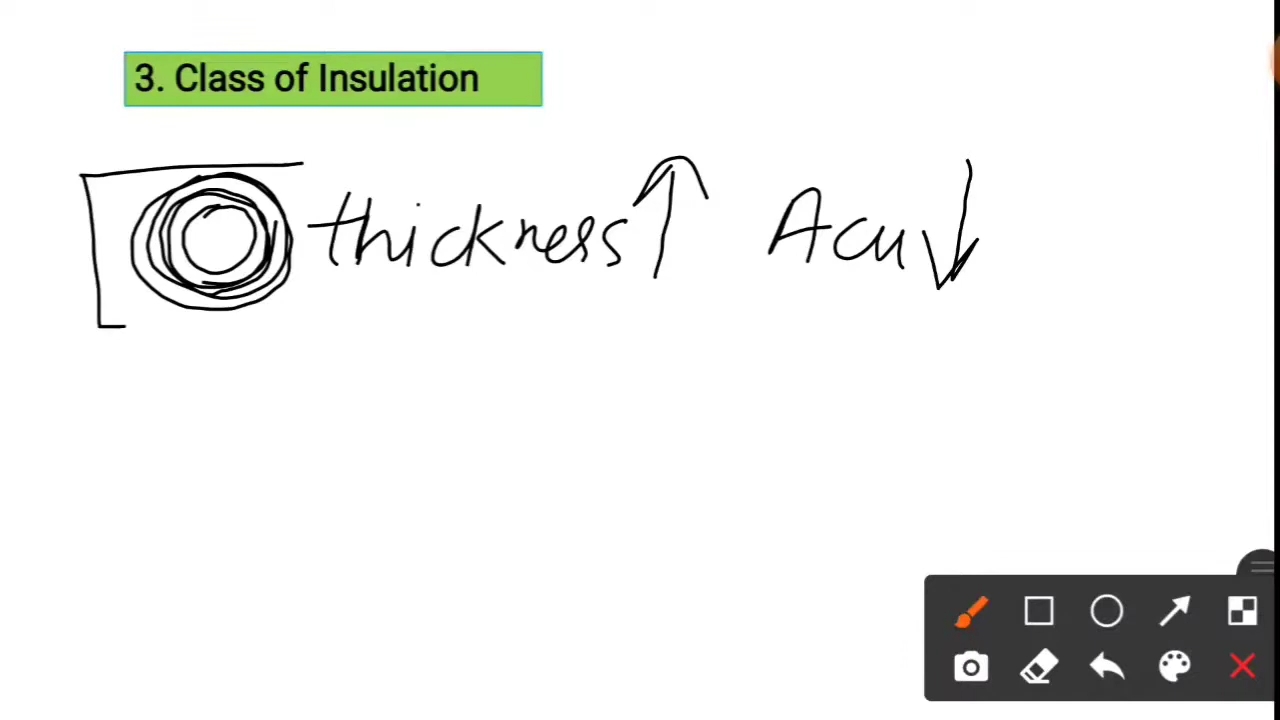 3. Class of Insulation
thickness ↑ Acu ↓